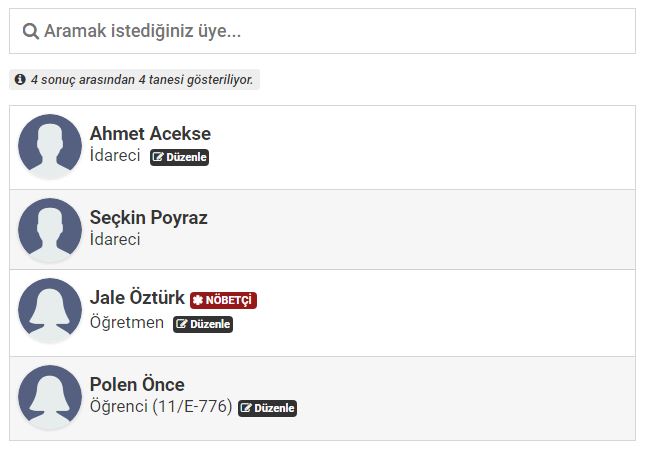 Aramak istediğiniz üye...
4 sonuç arasından 4 tanesi gösteriliyor.
Ahmet Acekse
İdareci Düzenle
Seçkin Poyraz
İdareci
Jale Öztürk NÖBETÇİ
Öğretmen Düzenle
Polen Önce
Öğrenci (11/E-776) Düzenle